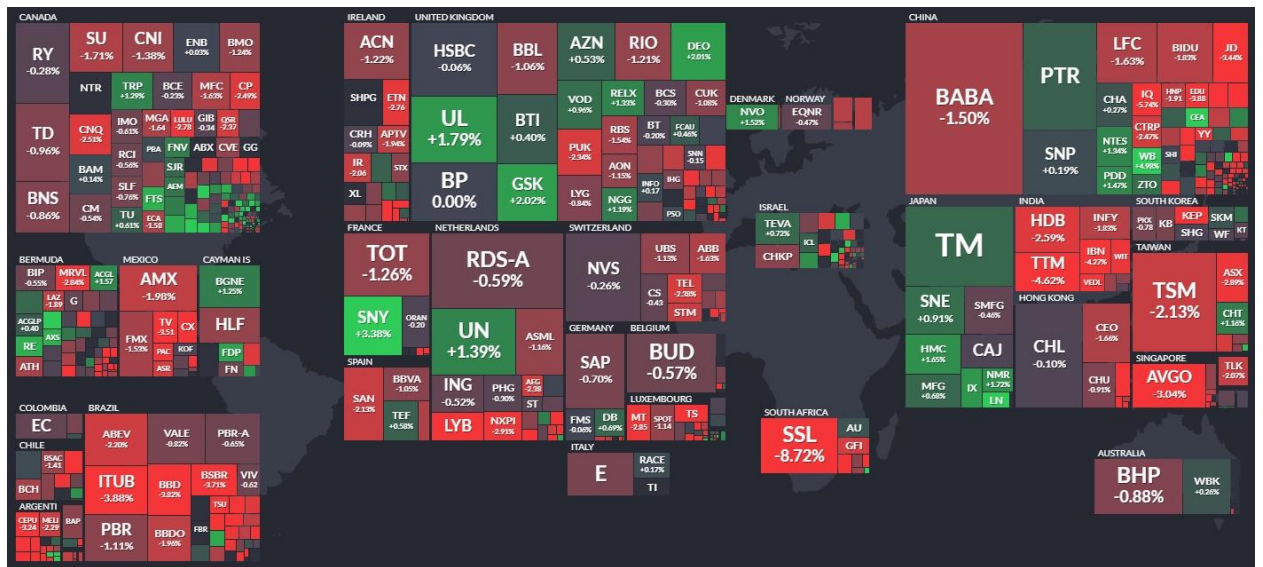 CANADA
RY
-0.28%
SU
-1.71%
CNI
-1.38%
ENB
+0.03%
BMO
-1.24%
NTR
TRP
+1.29%
BCE
-0.23%
MFC
-1.63%
CP
-2.49%
TD
-0.96%
CNQ
-2.51%
IMO
-0.61%
MGA
-1.64
LULU
-2.78
GIB
-0.34
QSR
-2.37
BAM
+0.14%
RCI
-0.56%
PBA
FNV
ABX
CVE
GG
SJR
BNS
-0.86%
SLF
-0.76%
AEM
FTS
CM
-0.54%
TU
+0.61%
ECA
-1.58
BERMUDA
BIP
-0.55%
MRVL
-2.84%
ACGL
+1.57
LAZ
-1.89
G
ACGLP
+0.40
AXS
RE
ATH
MEXICO
AMX
-1.98%
FMX
-1.53%
TV
-3.51
CX
PAC
KOF
ASR
CAYMAN IS
BGNE
+1.25%
HLF
FDP
FN
COLOMBIA
EC
CHILE
BSAC
-1.41
BCH
ARGENTI
CEPU
-3.24
MELI
-2.29
BAP
BRAZIL
ABEV
-2.20%
VALE
-0.82%
PBR-A
-0.65%
ITUB
-3.88%
BBD
-3.82%
BSBR
-3.71%
VIV
-0.62
TSU
PBR
-1.11%
BBDO
-1.96%
FBR
IRELAND
ACN
-1.22%
SHPG
ETN
-2.76
CRH
-0.09%
APTV
-1.94%
IR
-2.06
STX
XL
UNITED KINGDOM
HSBC
-0.06%
BBL
-1.06%
AZN
+0.53%
RIO
-1.21%
DEO
+2.01%
UL
+1.79%
BTI
+0.40%
VOD
+0.96%
RELX
+1.33%
BCS
-0.30%
CUK
-1.08%
RBS
-1.54%
BT
-0.20%
FCAU
+0.46%
PUK
-2.34%
AON
-1.15%
SNN
-0.15
BP
0.00%
GSK
+2.02%
LYG
-0.84%
NGG
+1.19%
INFO
+0.17
IHG
PSO
FRANCE
TOT
-1.26%
SNY
+3.38%
ORAN
-0.20
SPAIN
SAN
-2.13%
BBVA
-1.05%
TEF
+0.58%
NETHERLANDS
RDS-A
-0.59%
UN
+1.39%
ASML
-1.16%
ING
-0.52%
PHG
-0.30%
AEG
-2.38
ST
LYB
NXPI
-2.91%
SWITZERLAND
NVS
-0.26%
UBS
-1.13%
ABB
-1.63%
CS
-0.43
TEL
-2.38%
STM
GERMANY
SAP
-0.70%
FMS
-0.06%
DB
+0.69%
BELGIUM
BUD
-0.57%
LUXEMBOURG
MT
-2.85
SPOT
-1.14
TS
ITALY
E
RACE
+0.17%
TI
DENMARK
NVO
+1.52%
NORWAY
EQNR
-0.47%
ISRAEL
TEVA
+0.72%
ICL
CHKP
SOUTH AFRICA
SSL
-8.72%
AU
GFI
CHINA
BABA
-1.50%
PTR
SNP
+0.19%
LFC
-1.63%
BIDU
-1.83%
JD
-3.44%
CHA
+0.27%
IQ
-5.74%
HNP
-1.91
EDU
-3.88
CEA
NTES
+1.34%
CTRP
-2.47%
YY
WB
+4.98%
SHI
PDD
+1.47%
ZTO
JAPAN
TM
SNE
+0.91%
SMFG
-0.46%
HMC
+1.65%
CAJ
MFG
+0.68%
IX
NMR
+1.72%
LN
INDIA
HDB
-2.59%
INFY
-1.83%
TTM
-4.62%
IBN
-4.27%
WIT
VEDL
HONG KONG
CHL
-0.10%
CEO
-1.66%
CHU
-0.91%
SOUTH KOREA
PKX
-0.78
KB
KEP
SKM
SHG
WF
KT
TAIWAN
TSM
-2.13%
ASX
-2.89%
CHT
+1.16%
SINGAPORE
AVGO
-3.04%
TLK
-2.07%
AUSTRALIA
BHP
-0.88%
WBK
+0.26%